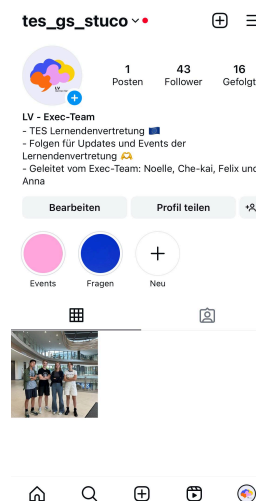 tes_gs_stuco
1 43 16
Posten Follower Gefolgt
LV - Exec-Team
- TES Lernendenvertretung 🇪🇺
- Folgen für Updates und Events der
Lernendenvertretung 🫶
- Geleitet vom Exec-Team: Noelle, Che-kai, Felix und
Anna
Bearbeiten Profil teilen
Events Fragen Neu